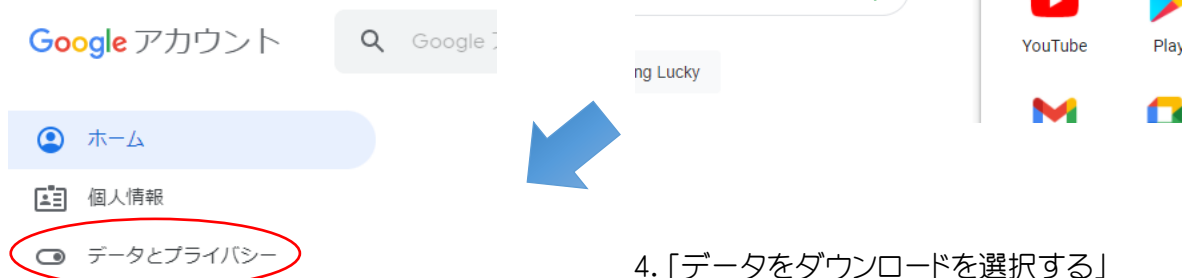 Google アカウント
Google
ホーム
個人情報
データとプライバシー
ng Lucky
YouTube
Play
4.「データをダウンロードを選択する」